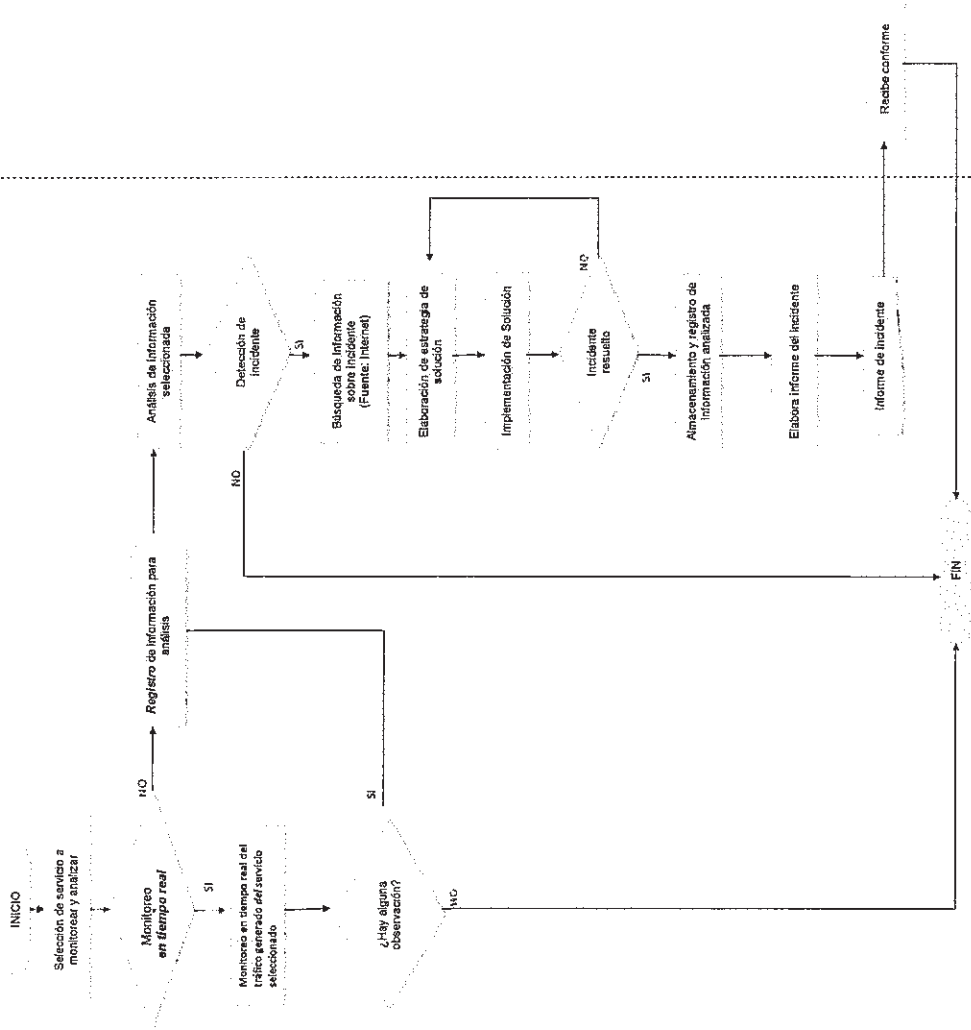 INICIO
Selección de servicio a
monitorear y analizar
Monitoreo
en tiempo real
NO
SI
Monitoreo en tiempo real del
tráfico generado del servicio
seleccionado
¿Hay alguna
observación?
SI
NO
Registro de información para
análisis
Análisis de Información
seleccionada
Detección de
incidente
NO
SI
Búsqueda de Información
sobre incidente
(Fuente: Internet)
Elaboración de estrategia de
solución
Implementación de Solución
Incidente
resuelto
NO
SI
Almacenamiento y registro de
información analizada
Elabora informe del incidente
Informe de incidente
Recibe conforme
FIN